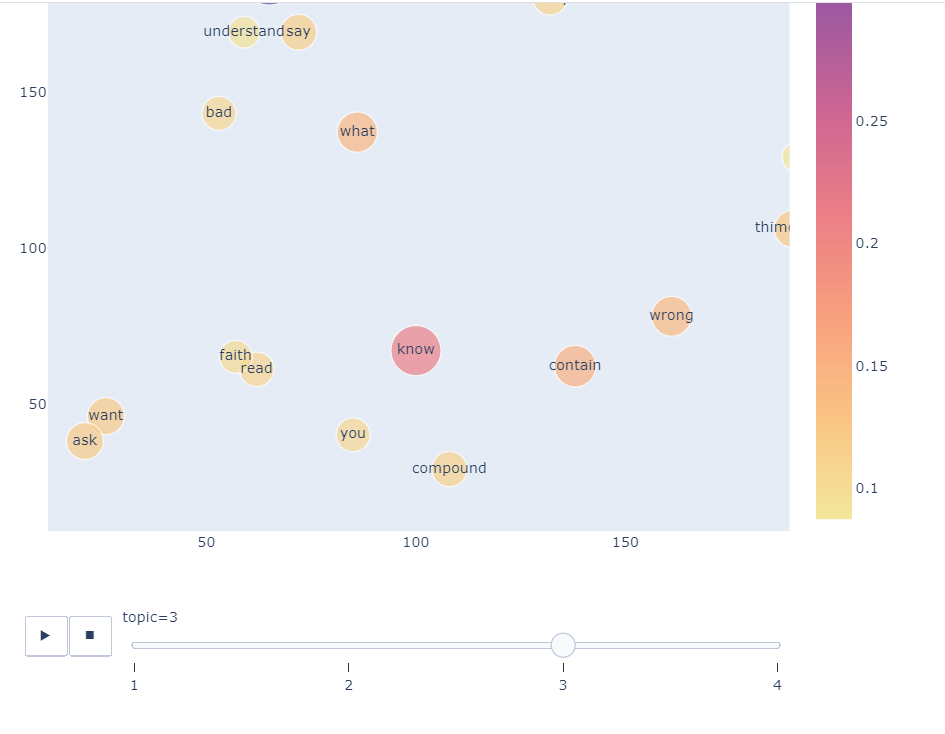 understand say
150
bad
what
0.25
thim
100
0.2
wrong
know
faith
read
contain
0.15
50
want
ask
you
compound
0.1
50 100 150
topic=3
1 2 3 4